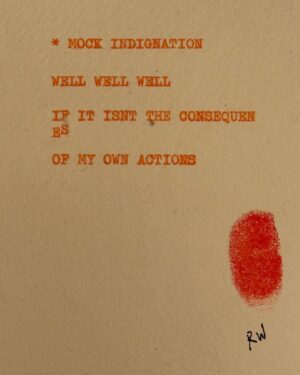 * MOCK INDIGNATION
WELL WELL WELL
IF IT ISNT THE CONSEQUEN
ES
OF MY OWN ACTIONS
RW